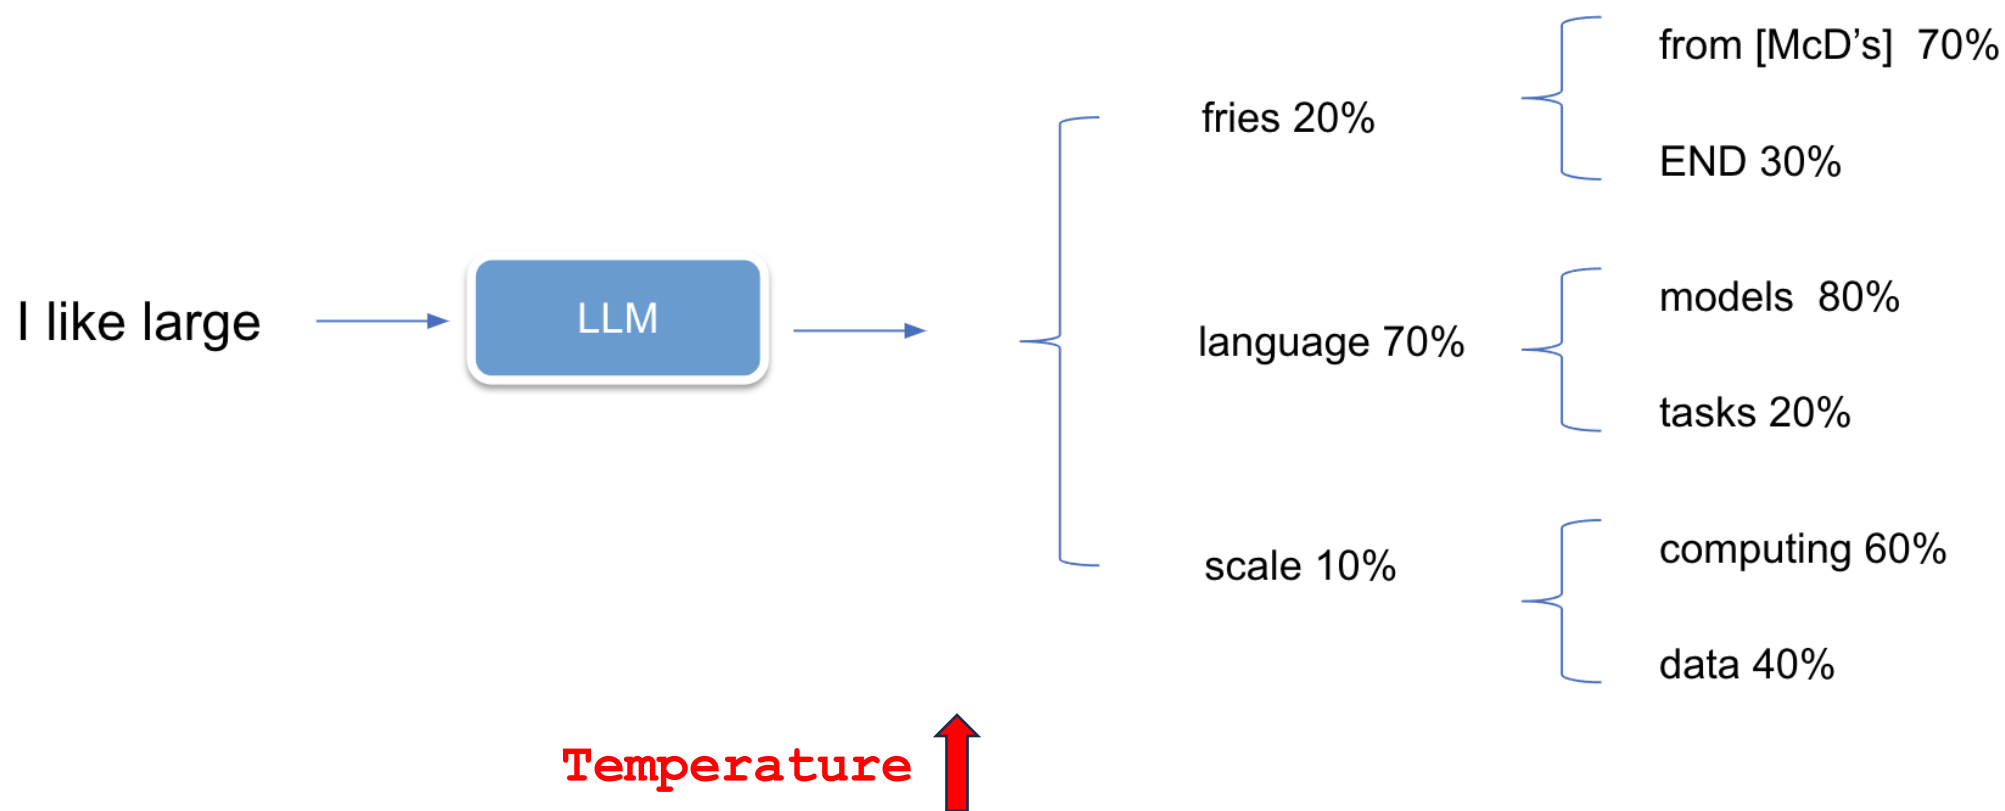 I like large
LLM
fries 20%
from [McD’s]  70%
END 30%
language 70%
models  80%
tasks 20%
scale 10%
computing 60%
data 40%
Temperature